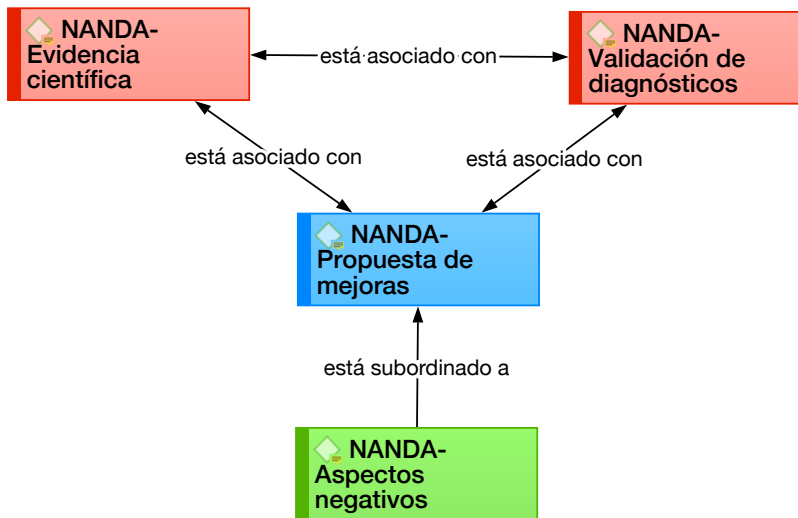 NANDA-
Evidencia
científica
está asociado con
NANDA-
Validación de
diagnósticos
está asociado con
está asociado con
NANDA-
Propuesta de
mejoras
está subordinado a
NANDA-
Aspectos
negativos